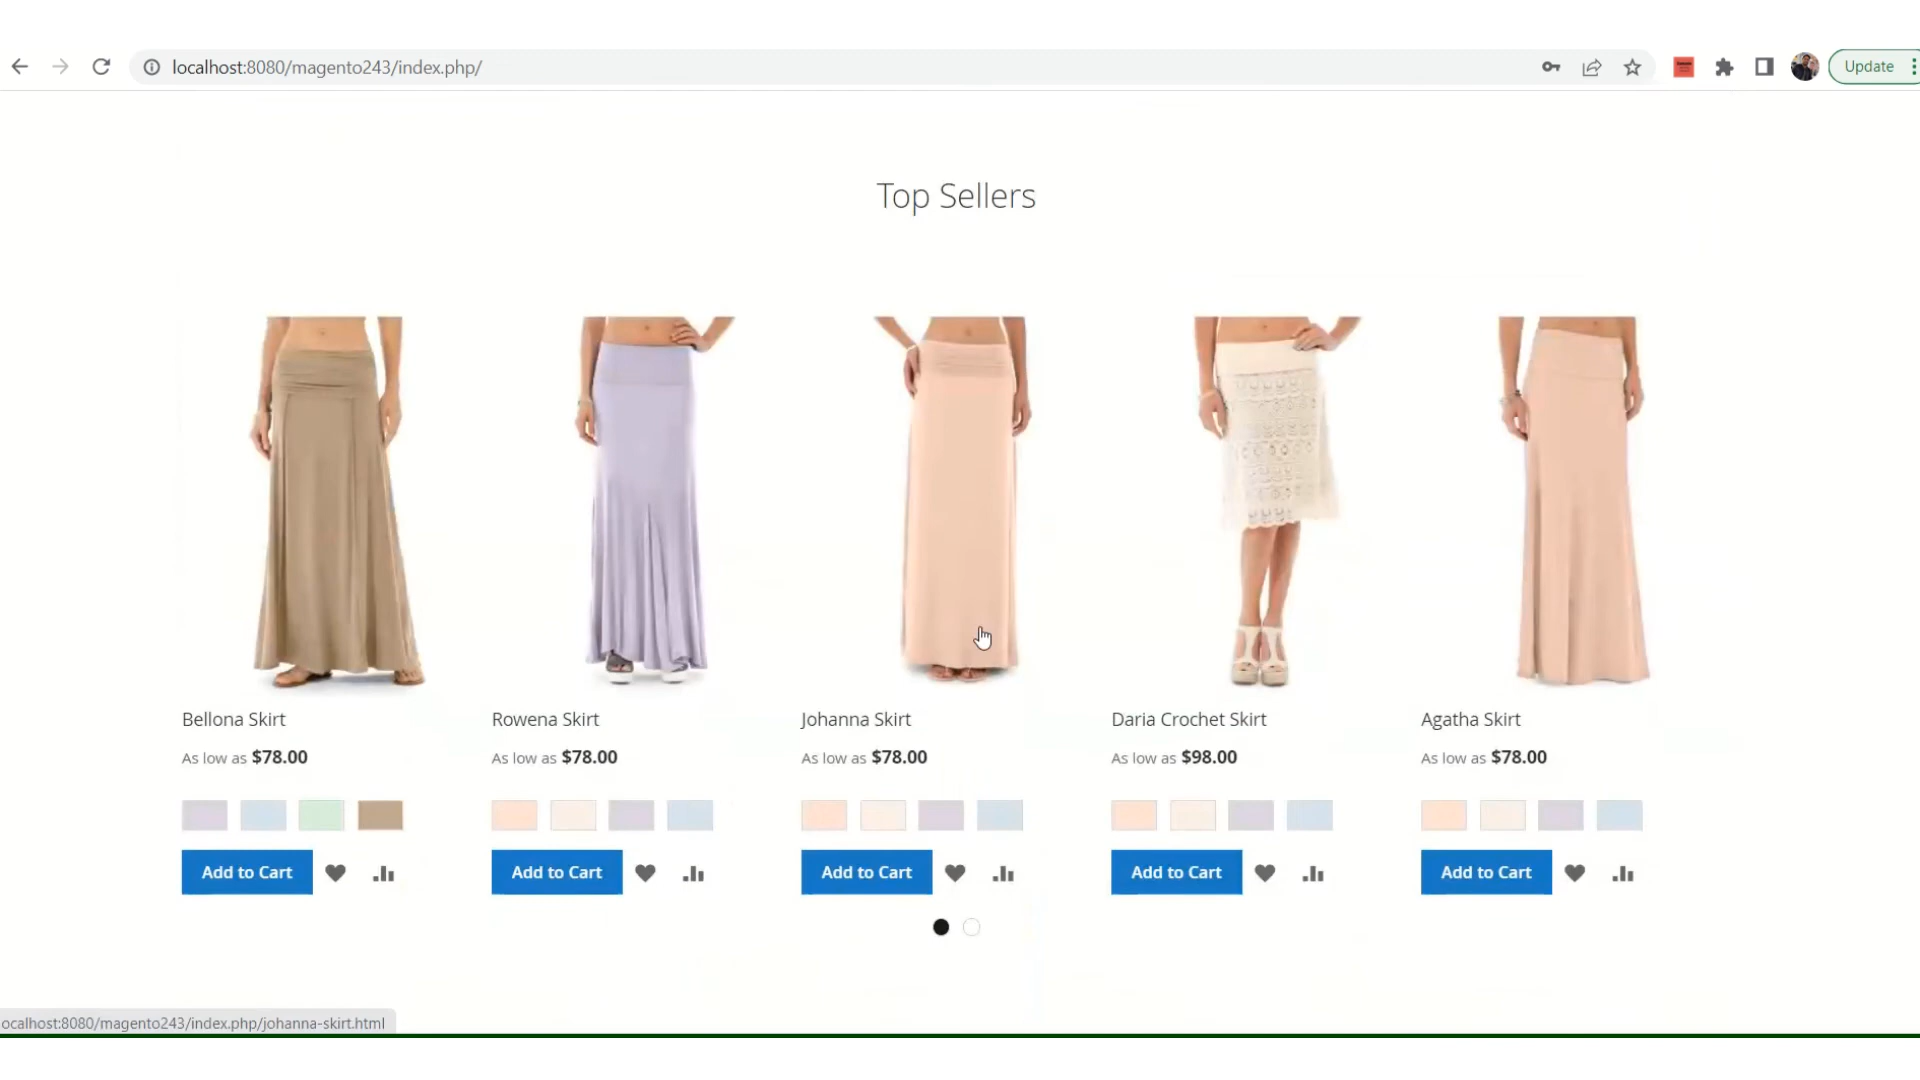 localhost:8080/magento243/index.php/
Update
Top Sellers
Bellona Skirt
As low as $78.00
Add to Cart
Rowena Skirt
As low as $78.00
Add to Cart
Johanna Skirt
As low as $78.00
Add to Cart
Daria Crochet Skirt
As low as $98.00
Add to Cart
Agatha Skirt
As low as $78.00
Add to Cart
ocalhost:8080/magento243/index.php/johanna-skirt.html